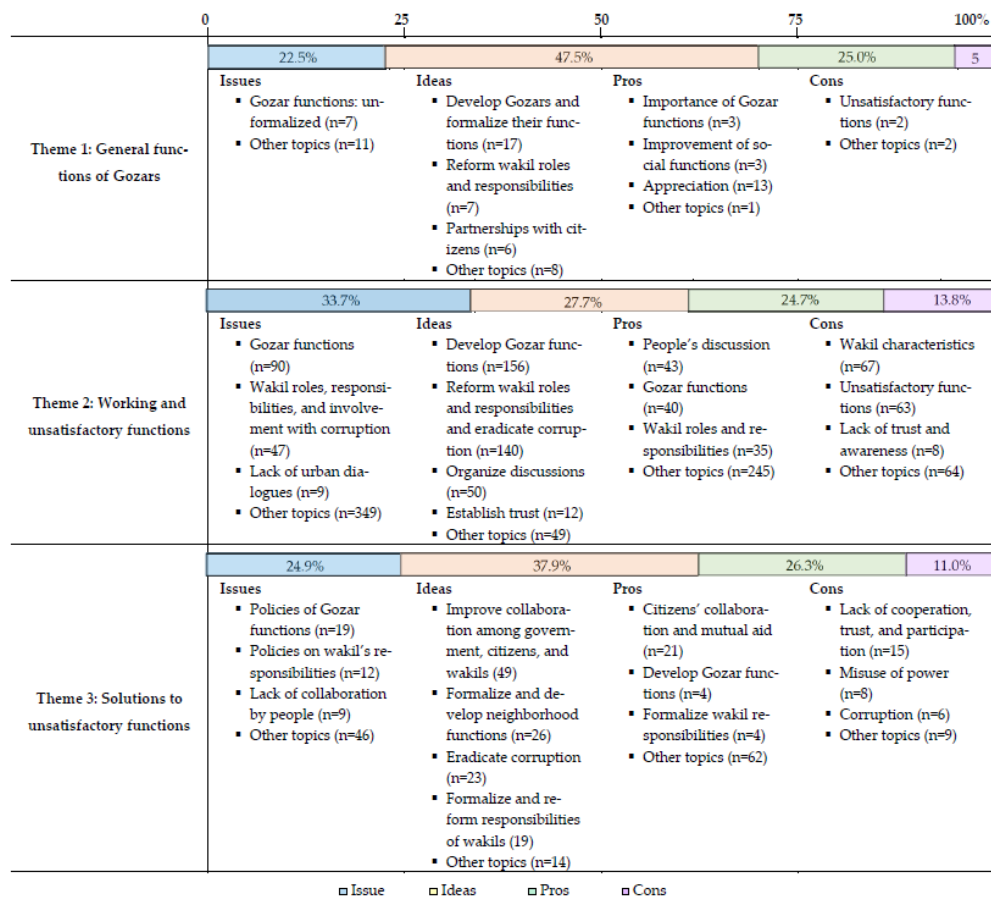 0 25 50 75 100%
22.5% 47.5% 25.0% 5
Theme 1: General func-
tions of Gozars
Issues
▪ Gozar functions: un-
formalized (n=7)
▪ Other topics (n=11)
Ideas
▪ Develop Gozars and
formalize their func-
tions (n=17)
▪ Reform wakil roles
and responsibilities
(n=7)
▪ Partnerships with cit-
izens (n=6)
▪ Other topics (n=8)
Pros
▪ Importance of Gozar
functions (n=3)
▪ Improvement of so-
cial functions (n=3)
▪ Appreciation (n=13)
▪ Other topics (n=1)
Cons
▪ Unsatisfactory func-
tions (n=2)
▪ Other topics (n=2)
33.7% 27.7% 24.7% 13.8%
Theme 2: Working and
unsatisfactory functions
Issues
▪ Gozar functions
(n=90)
▪ Wakil roles, responsi-
bilities, and involve-
ment with corruption
(n=47)
▪ Lack of urban dia-
logues (n=9)
▪ Other topics (n=349)
Ideas
▪ Develop Gozar func-
tions (n=156)
▪ Reform wakil roles
and responsibilities
and eradicate corrup-
tion (n=140)
▪ Organize discussions
(n=50)
▪ Establish trust (n=12)
▪ Other topics (n=49)
Pros
▪ People's discussion
(n=43)
▪ Gozar functions
(n=40)
▪ Wakil roles and re-
sponsibilities (n=35)
▪ Other topics (n=245)
Cons
▪ Wakil characteristics
(n=67)
▪ Unsatisfactory func-
tions (n=63)
▪ Lack of trust and
awareness (n=8)
▪ Other topics (n=64)
24.9% 37.9% 26.3% 11.0%
Theme 3: Solutions to
unsatisfactory functions
Issues
▪ Policies of Gozar
functions (n=19)
▪ Policies on wakil's re-
sponsibilities (n=12)
▪ Lack of collaboration
by people (n=9)
▪ Other topics (n=46)
Ideas
▪ Improve collabora-
tion among govern-
ment, citizens, and
wakils (49)
▪ Formalize and de-
velop neighborhood
functions (n=26)
▪ Eradicate corruption
(n=23)
▪ Formalize and re-
form responsibilities
of wakils (19)
▪ Other topics (n=14)
Pros
▪ Citizens' collabora-
tion and mutual aid
(n=21)
▪ Develop Gozar func-
tions (n=4)
▪ Formalize wakil res-
ponsibilities (n=4)
▪ Other topics (n=62)
Cons
▪ Lack of cooperation,
trust, and participa-
tion (n=15)
▪ Misuse of power
(n=8)
▪ Corruption (n=6)
▪ Other topics (n=9)
Issue Ideas Pros Cons